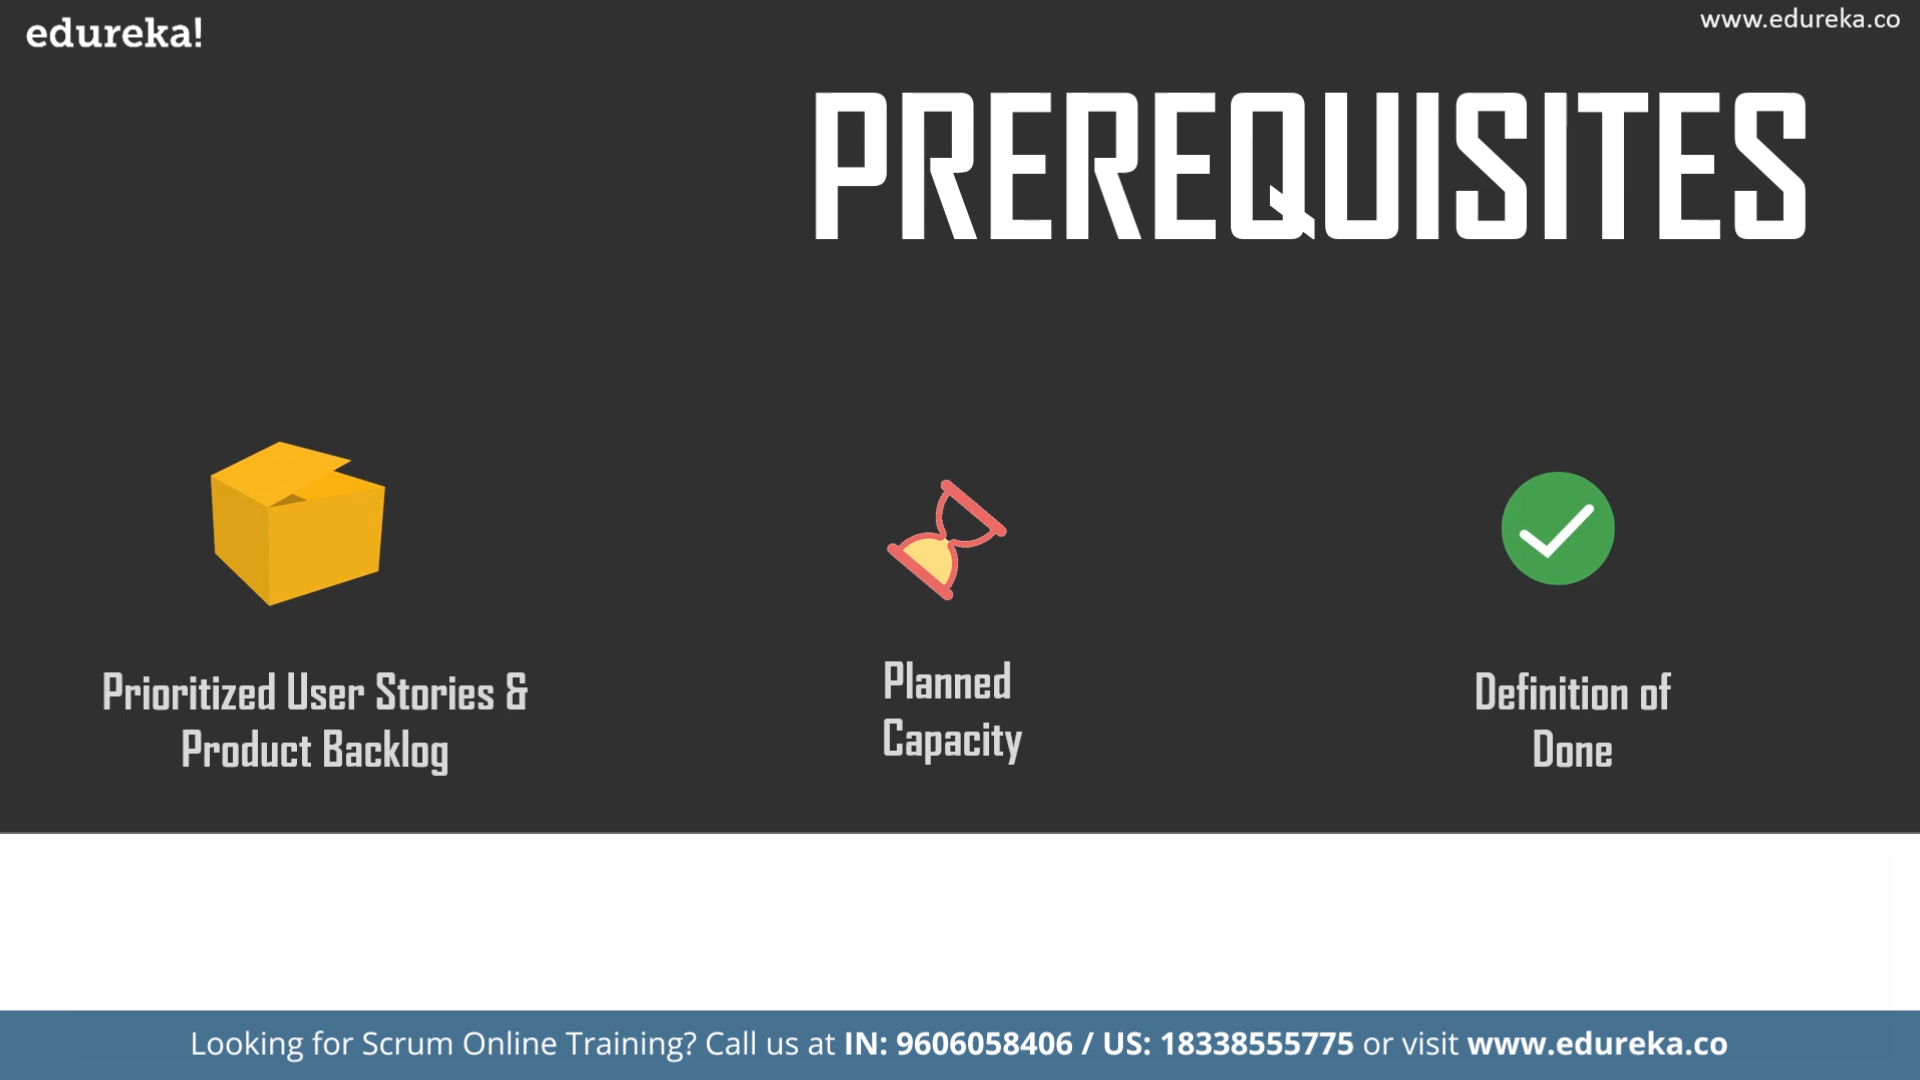 edureka!
www.edureka.co
PREREQUISITES
Prioritized User Stories &
Product Backlog
Planned
Capacity
Definition of
Done
Looking for Scrum Online Training? Call us at IN: 9606058406 / US: 18338555775 or visit www.edureka.co